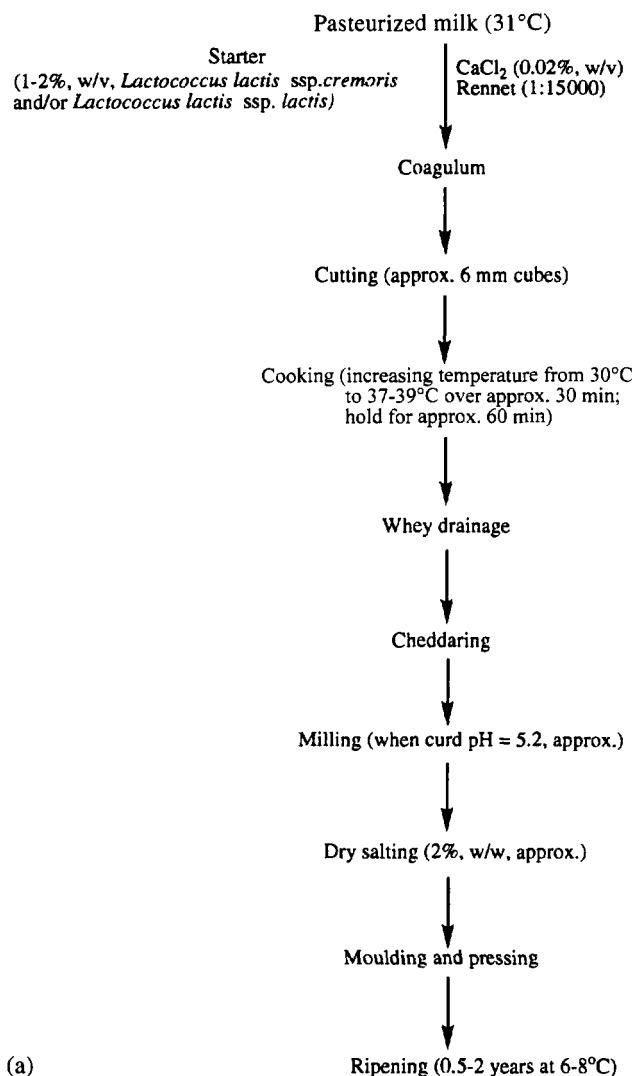 Pasteurized milk (31°C)
Starter
(1-2%, w/v, Lactococcus lactis ssp.cremoris
and/or Lactococcus lactis ssp. lactis)
CaCl₂ (0.02%, w/v)
Rennet (1:15000)
Coagulum
Cutting (approx. 6 mm cubes)
Cooking (increasing temperature from 30°C
to 37-39°C over approx. 30 min;
hold for approx. 60 min)
Whey drainage
Cheddaring
Milling (when curd pH = 5.2, approx.)
Dry salting (2%, w/w, approx.)
Moulding and pressing
(a)
Ripening (0.5-2 years at 6-8°C)